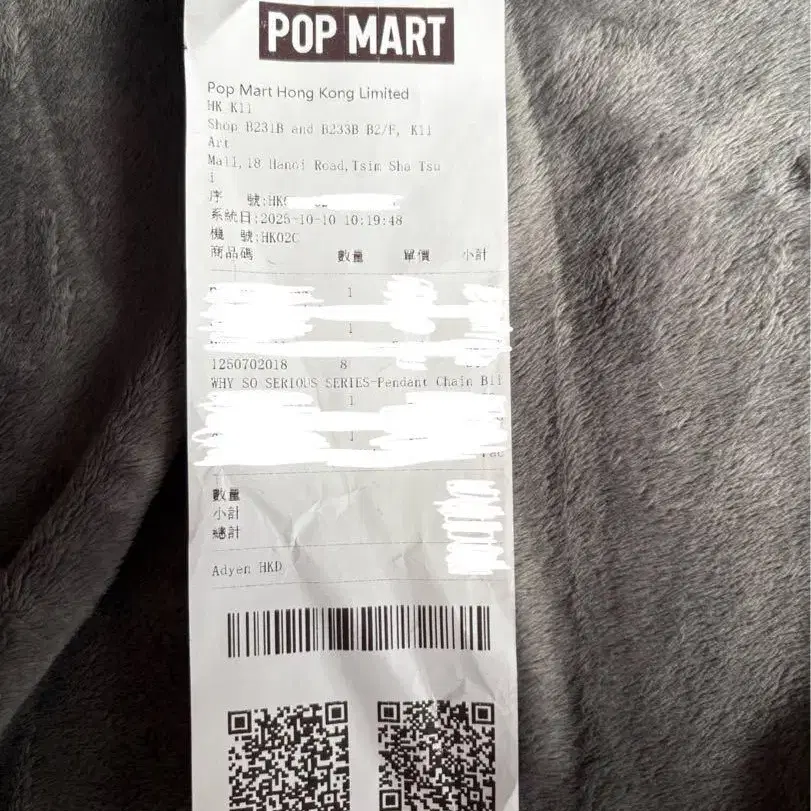 POP MART
Pop Mart Hong Kong Limited
HK K11
Shop B231B and B233B B2/F, K11
Art
Mall,18 Hanoi Road,Tsim Sha Tsu
i
序 號:HK
系統日:2025-10-10 10:19:48
機 號:HK02C
商品碼 數量 單價 小計
1
1
1250702018 8
WHY SO SERIOUS SERIES-Pendant Chain Bli
1
1
數量
小計
總計
Adyen HKD